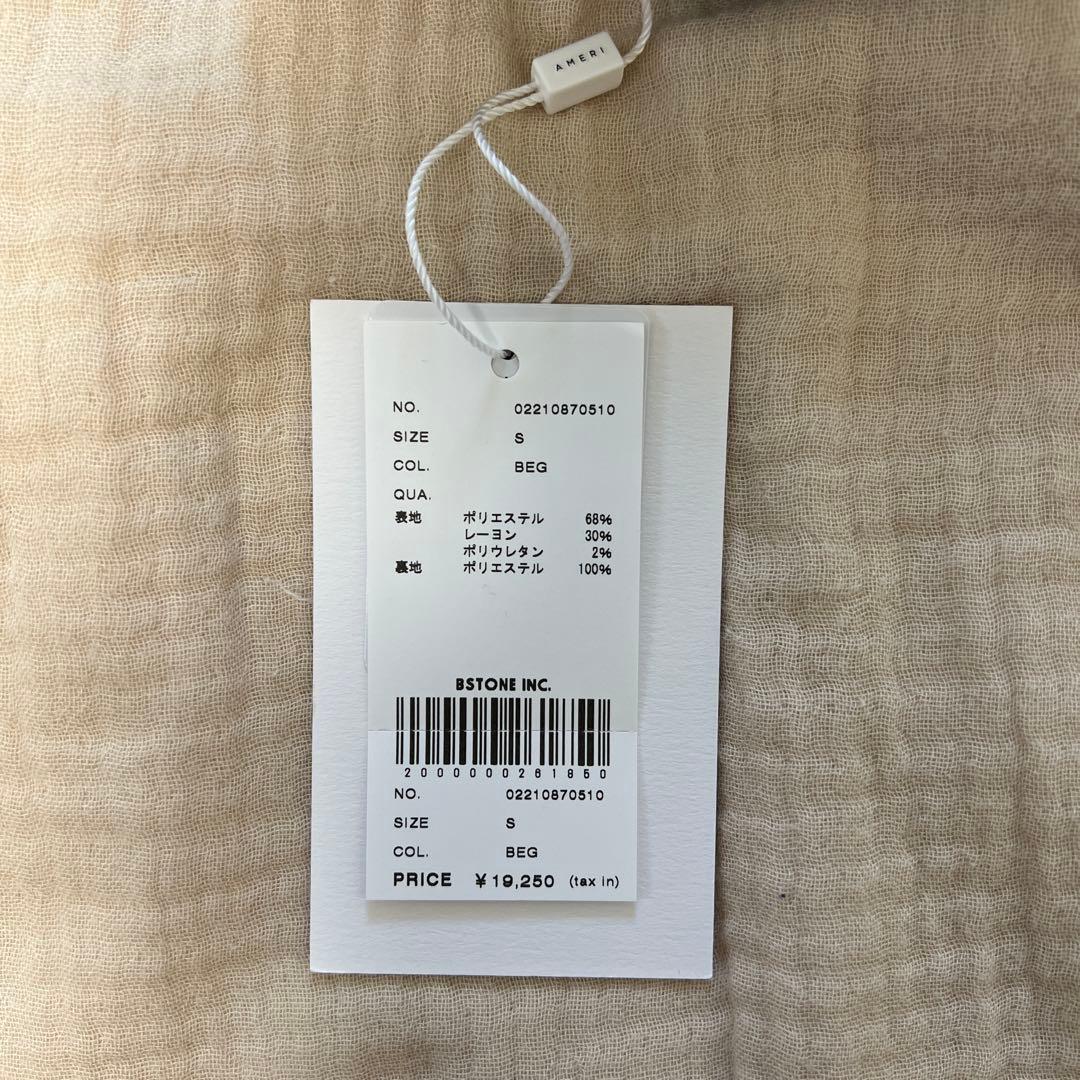 AMERI
NO. 02210870510
SIZE S
COL. BEG
QUA.
表地 ポリエステル 68%
レーヨン 30%
ポリウレタン 2%
裏地 ポリエステル 100%
BSTONE INC.
2000000261850
NO. 02210870510
SIZE S
COL. BEG
PRICE ¥19,250 (tax in)